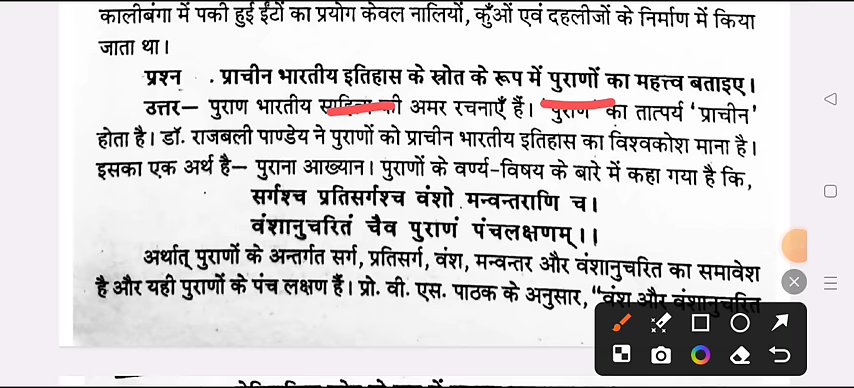 कालीबंगा में पकी हुई ईंटों का प्रयोग केवल नालियों, कुँओं एवं दहलीजों के निर्माण में किया
जाता था।
प्रश्न . प्राचीन भारतीय इतिहास के स्रोत के रूप में पुराणों का महत्त्व बताइए।
उत्तर— पुराण भारतीय साहित्य की अमर रचनाएँ हैं। 'पुराण' का तात्पर्य 'प्राचीन'
होता है। डॉ. राजबली पाण्डेय ने पुराणों को प्राचीन भारतीय इतिहास का विश्वकोश माना है।
इसका एक अर्थ है— पुराना आख्यान। पुराणों के वर्ण्य-विषय के बारे में कहा गया है कि,
सर्गश्च प्रतिसर्गश्च वंशो मन्वन्तराणि च।
वंशानुचरितं चैव पुराणं पंचलक्षणम्।।
अर्थात् पुराणों के अन्तर्गत सर्ग, प्रतिसर्ग, वंश, मन्वन्तर और वंशानुचरित का समावेश
है और यही पुराणों के पंच लक्षण हैं। प्रो. वी. एस. पाठक के अनुसार, "वंश और वंशानुचरित